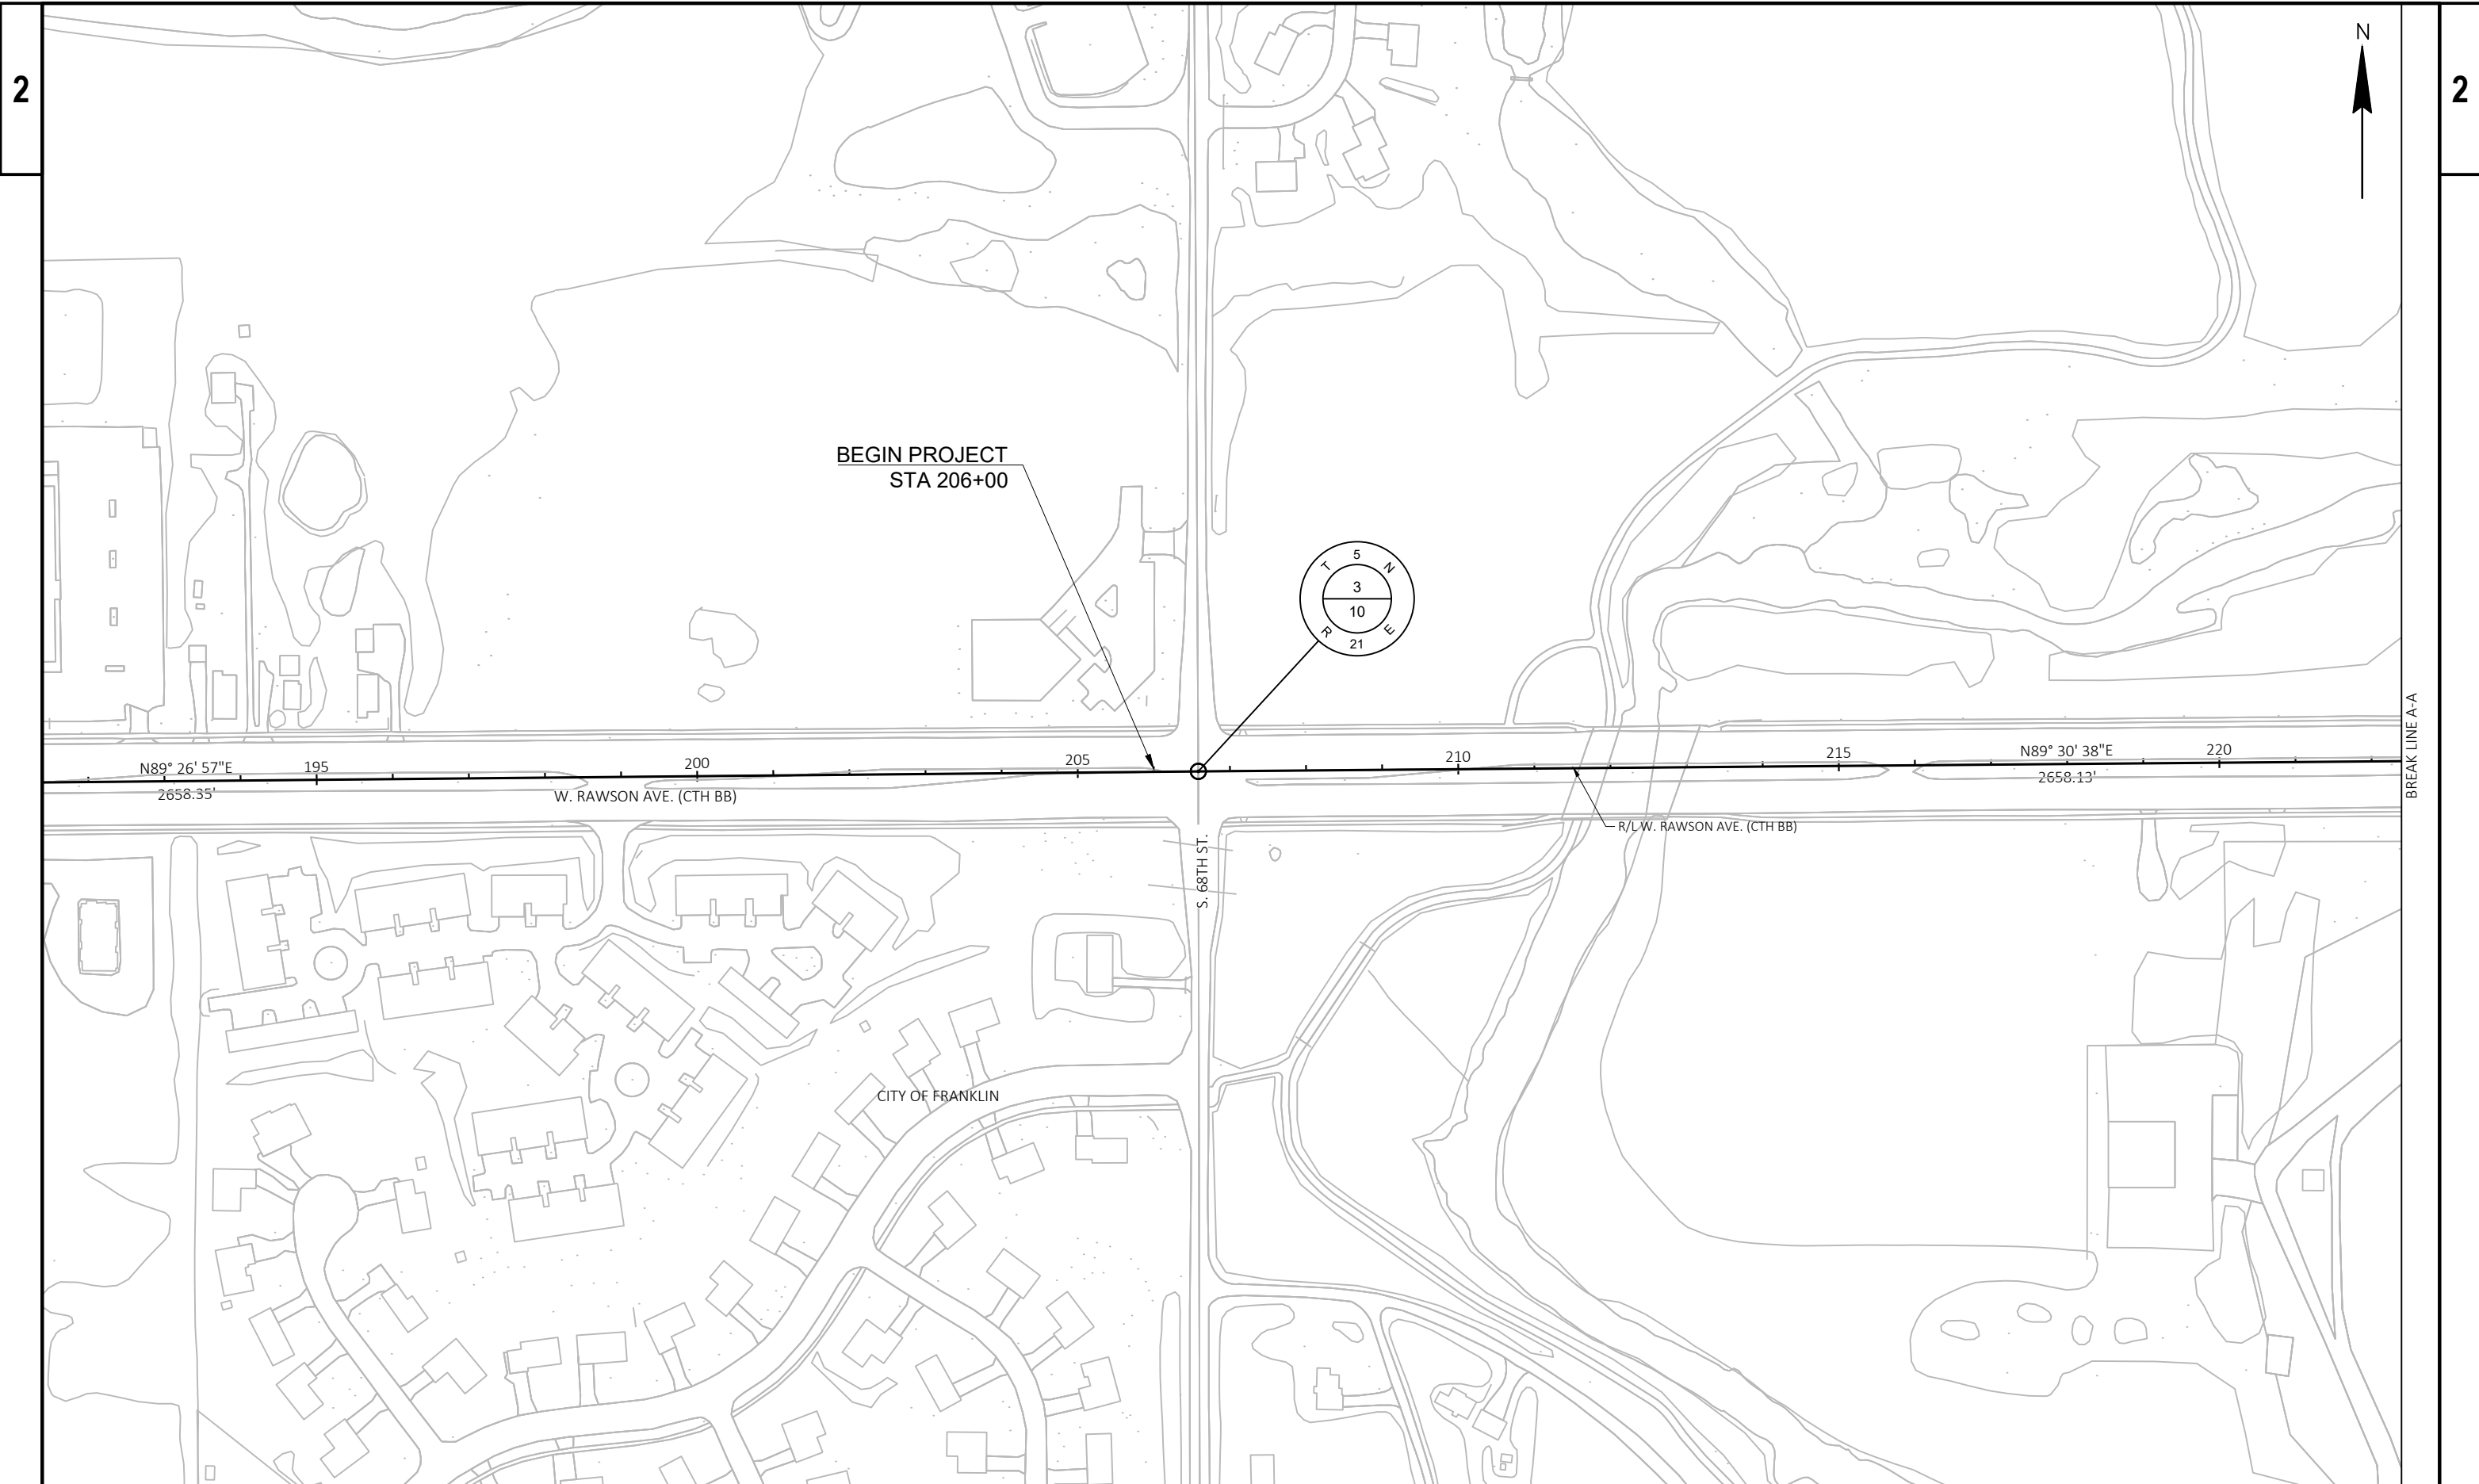 2
2
N
BEGIN PROJECT
STA 206+00
5
T
N
3
10
R
E
21
BREAK LINE A-A
N89° 26' 57"E
195
200
205
210
215
N89° 30' 38"E
220
2658.35'
W. RAWSON AVE. (CTH BB)
2658.13'
R/L W. RAWSON AVE. (CTH BB)
S. 68TH ST.
CITY OF FRANKLIN